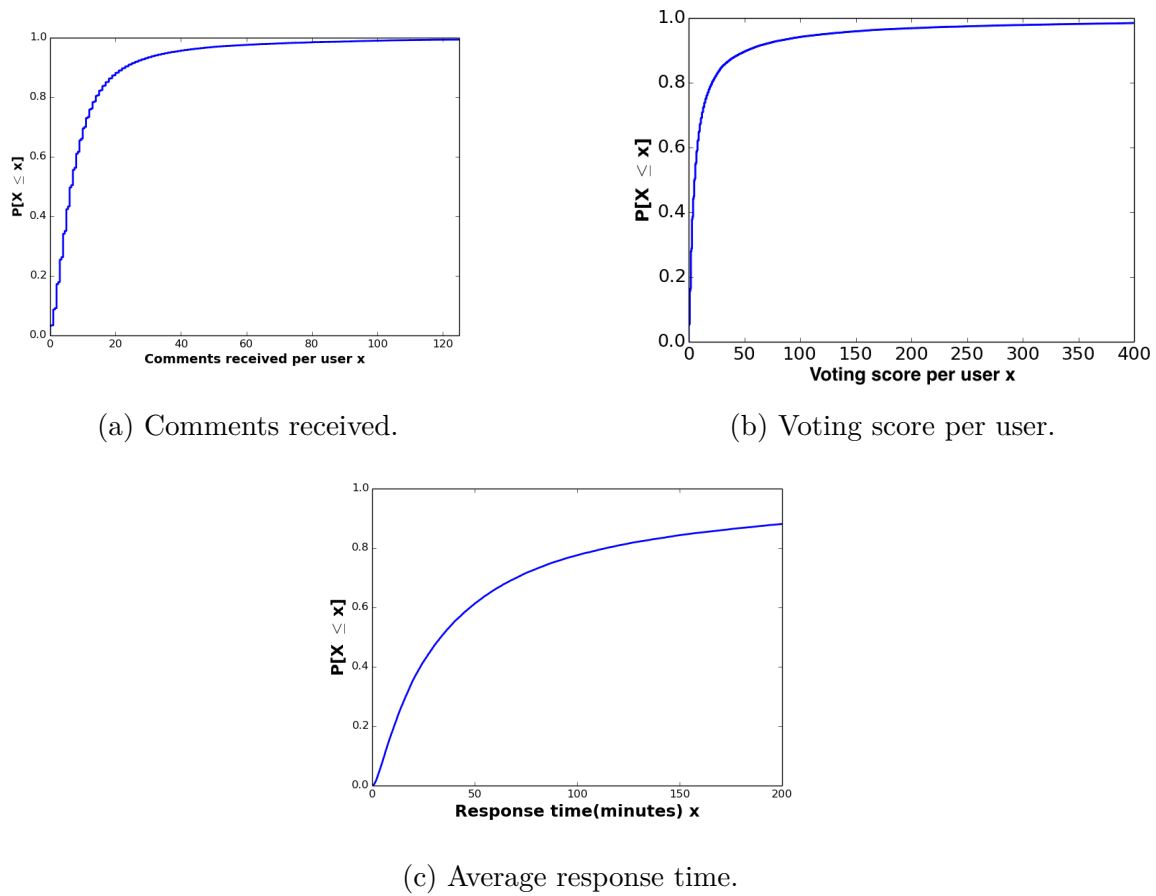 1.0
0.8
0.6
0.4
0.2
0.0
P[X ≤ x]
0 20 40 60 80 100 120
Comments received per user x
(a) Comments received.
1.0
0.8
0.6
0.4
0.2
0.0
P[X ≤ x]
0 50 100 150 200 250 300 350 400
Voting score per user x
(b) Voting score per user.
1.0
0.8
0.6
0.4
0.2
0.0
P[X ≤ x]
0 50 100 150 200
Response time(minutes) x
(c) Average response time.